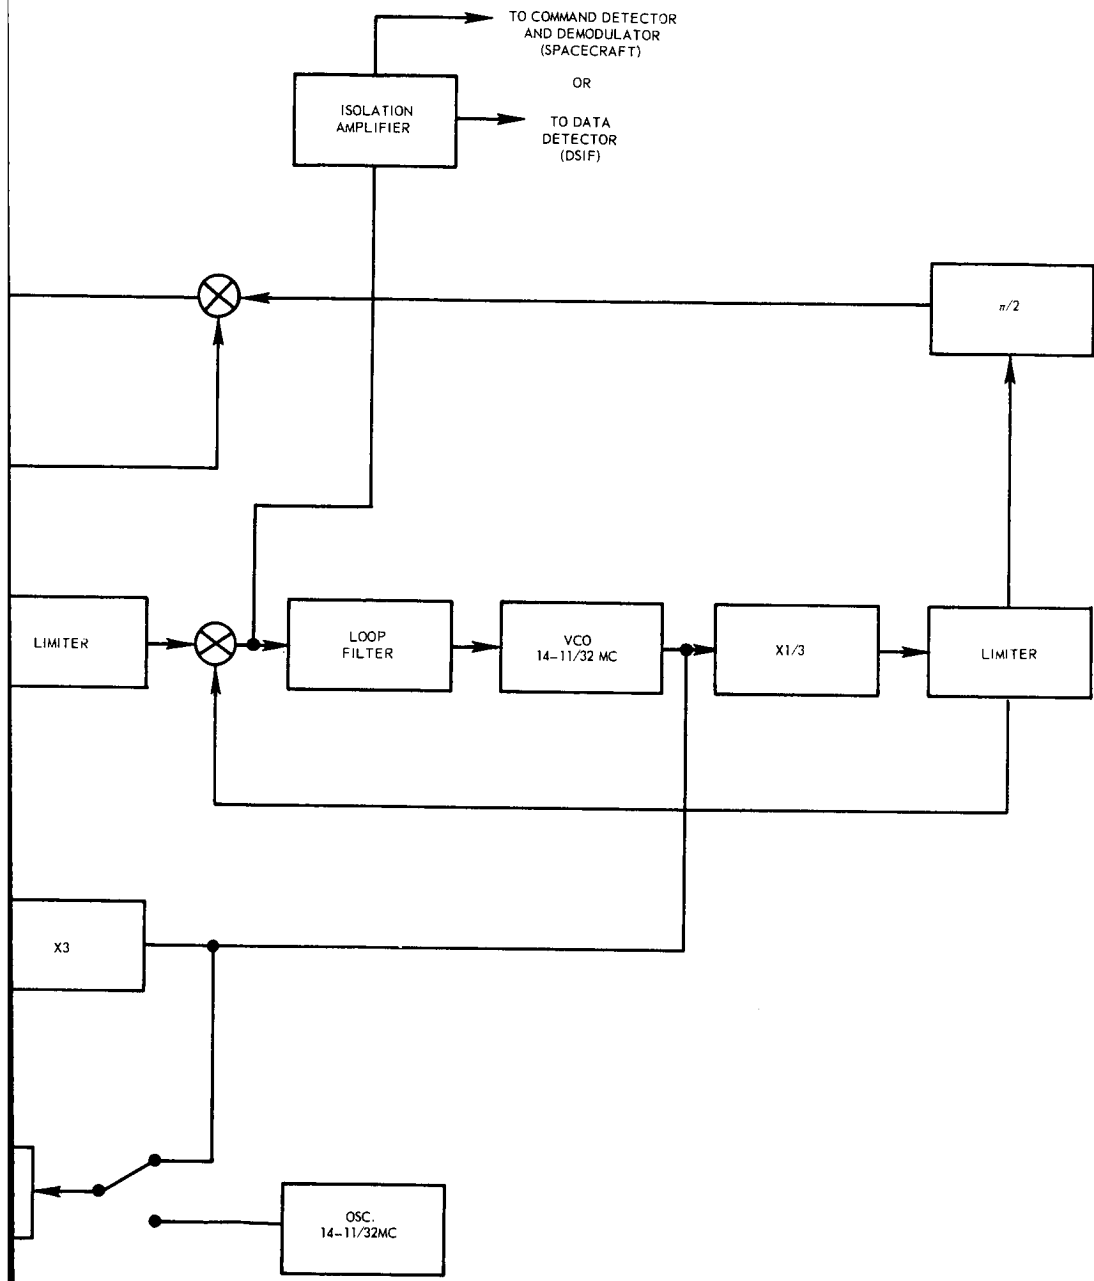 TO COMMAND DETECTOR
AND DEMODULATOR
(SPACECRAFT)
OR
TO DATA
DETECTOR
(DSIF)
ISOLATION
AMPLIFIER
π/2
LIMITER
LOOP
FILTER
VCO
14-11/32 MC
X1/3
LIMITER
X3
OSC.
14-11/32MC